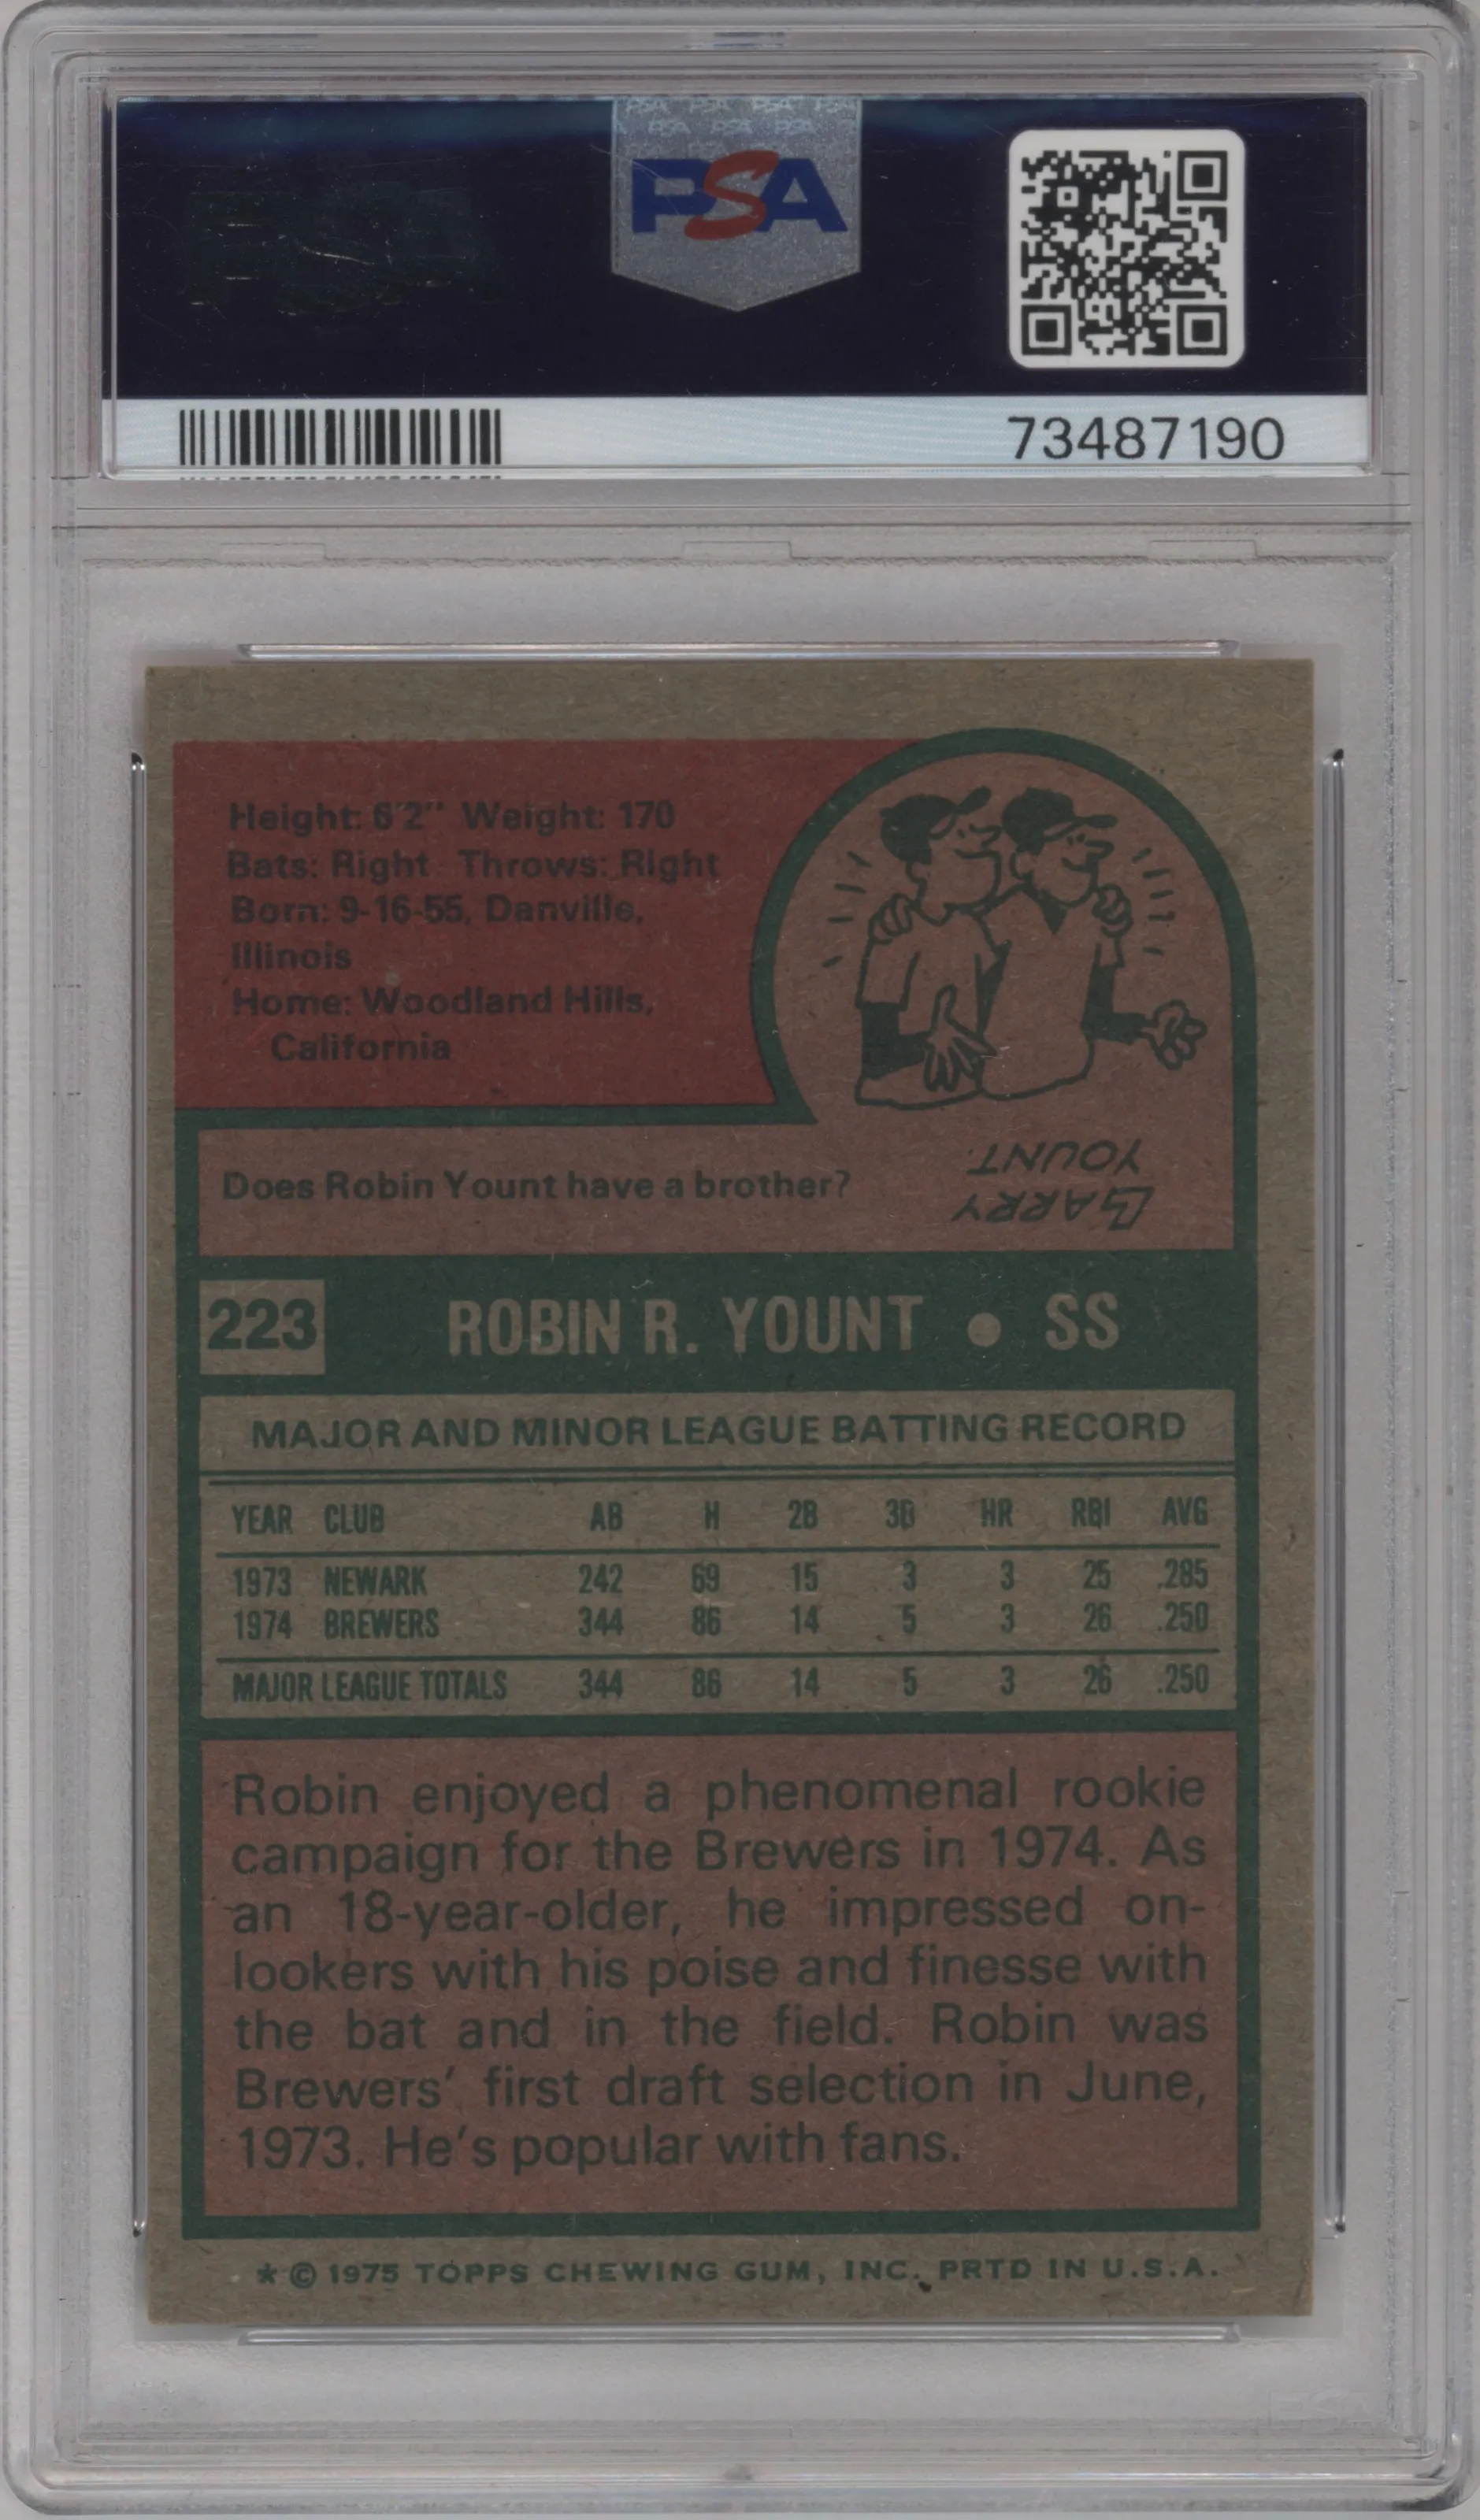 PSA
73487190
Height: 6'2" Weight: 170
Bats: Right Throws: Right
Born: 9-16-55, Danville,
Illinois
Home: Woodland Hills,
California
Does Robin Yount have a brother?
BARRY
YOUNT
223 ROBIN R. YOUNT • SS
MAJOR AND MINOR LEAGUE BATTING RECORD
YEAR CLUB AB H 2B 3B HR RBI AVG
1973 NEWARK 242 69 15 3 3 25 .285
1974 BREWERS 344 86 14 5 3 26 .250
MAJOR LEAGUE TOTALS 344 86 14 5 3 26 .250
Robin enjoyed a phenomenal rookie
campaign for the Brewers in 1974. As
an 18-year-older, he impressed on-
lookers with his poise and finesse with
the bat and in the field. Robin was
Brewers' first draft selection in June,
1973. He's popular with fans.
* © 1975 TOPPS CHEWING GUM, INC. PRTD IN U.S.A.